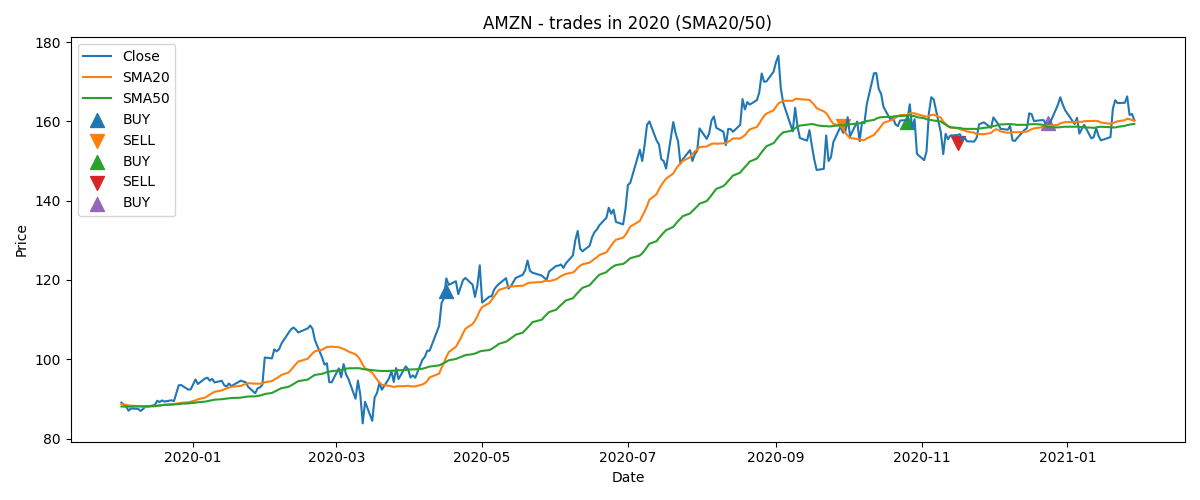 AMZN - trades in 2020 (SMA20/50)
Close
SMA20
SMA50
BUY
SELL
BUY
SELL
BUY
Price
180
160
140
120
100
80
2020-01 2020-03 2020-05 2020-07 2020-09 2020-11 2021-01
Date